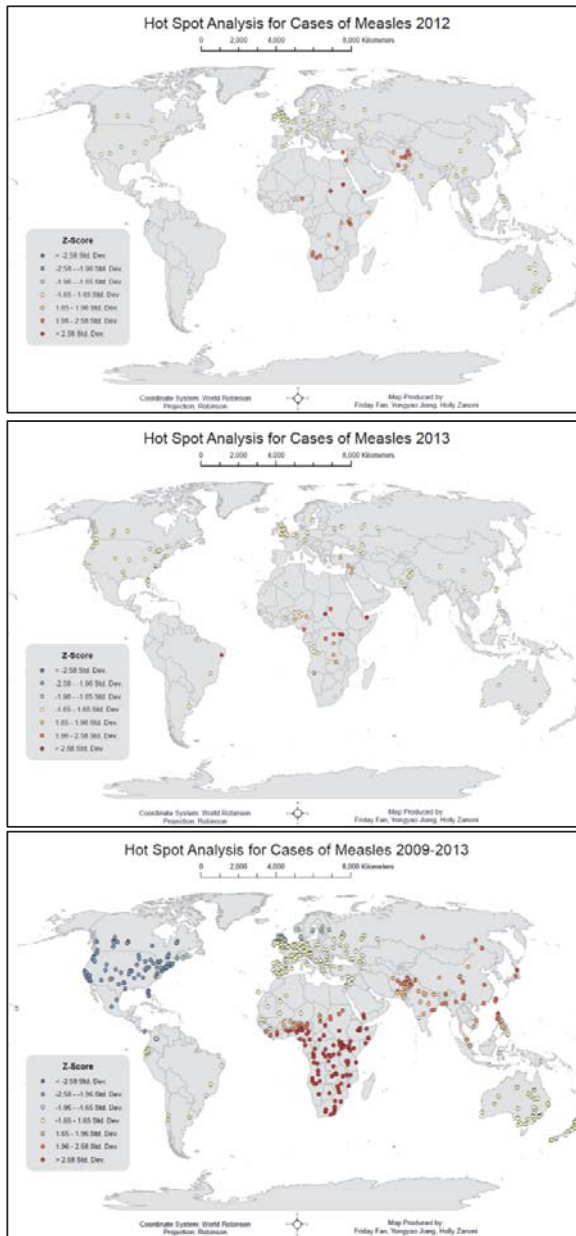 Hot Spot Analysis for Cases of Measles 2012
0 2,000 4,000 8,000 Kilometers
Z-Score
< -2.58 Std. Dev.
-2.58 - -1.96 Std. Dev.
-1.96 - -1.65 Std. Dev.
-1.65 - 1.65 Std. Dev.
1.65 - 1.96 Std. Dev.
1.96 - 2.58 Std. Dev.
> 2.58 Std. Dev.
Coordinate System: World Robinson
Projection: Robinson
Map Produced by:
Friday Fan, Yongyao Jiang, Holly Zanoni
Hot Spot Analysis for Cases of Measles 2013
0 2,000 4,000 8,000 Kilometers
Z-Score
< -2.58 Std. Dev.
-2.58 - -1.96 Std. Dev.
-1.96 - -1.65 Std. Dev.
-1.65 - 1.65 Std. Dev.
1.65 - 1.96 Std. Dev.
1.96 - 2.58 Std. Dev.
> 2.58 Std. Dev.
Coordinate System: World Robinson
Projection: Robinson
Map Produced by:
Friday Fan, Yongyao Jiang, Holly Zanoni
Hot Spot Analysis for Cases of Measles 2009-2013
0 2,000 4,000 8,000 Kilometers
Z-Score
< -2.58 Std. Dev.
-2.58 - -1.96 Std. Dev.
-1.96 - -1.65 Std. Dev.
-1.65 - 1.65 Std. Dev.
1.65 - 1.96 Std. Dev.
1.96 - 2.58 Std. Dev.
> 2.58 Std. Dev.
Coordinate System: World Robinson
Projection: Robinson
Map Produced by:
Friday Fan, Yongyao Jiang, Holly Zanoni